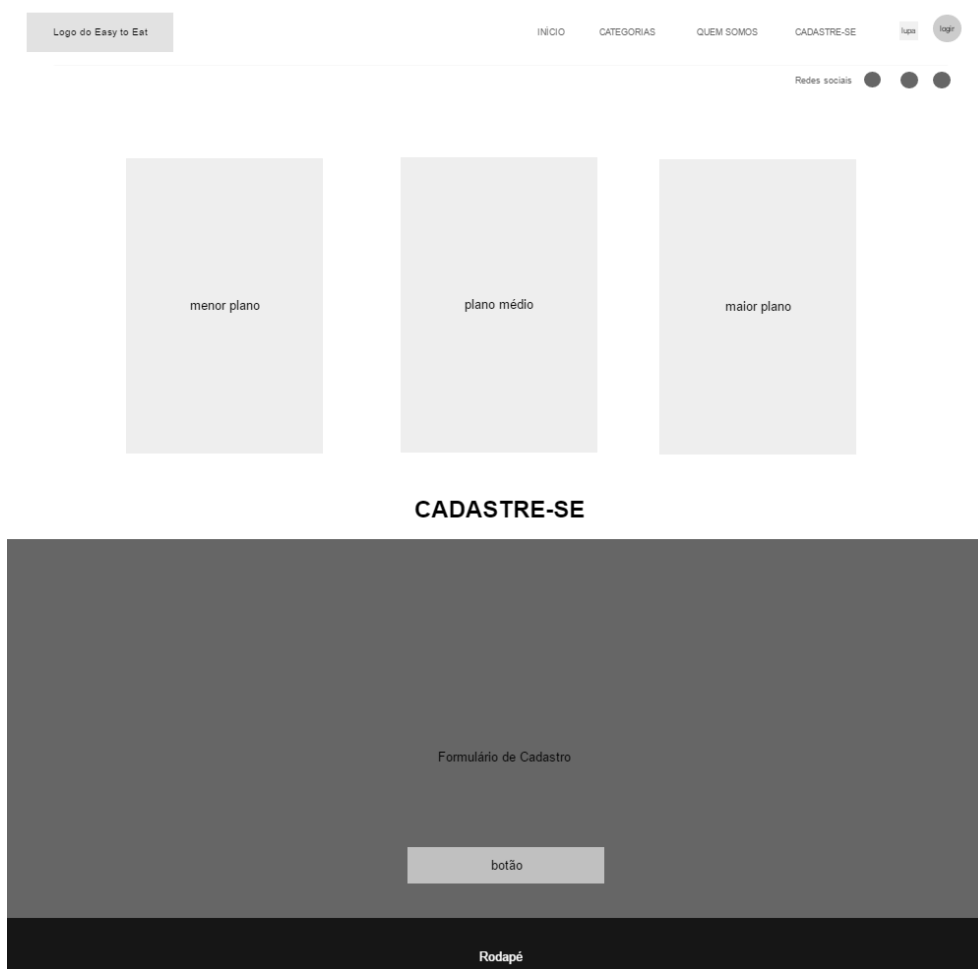 Logo do Easy to Eat
INÍCIO CATEGORIAS QUEM SOMOS CADASTRE-SE lupa login
Redes sociais
menor plano plano médio maior plano
CADASTRE-SE
Formulário de Cadastro
botão
Rodapé